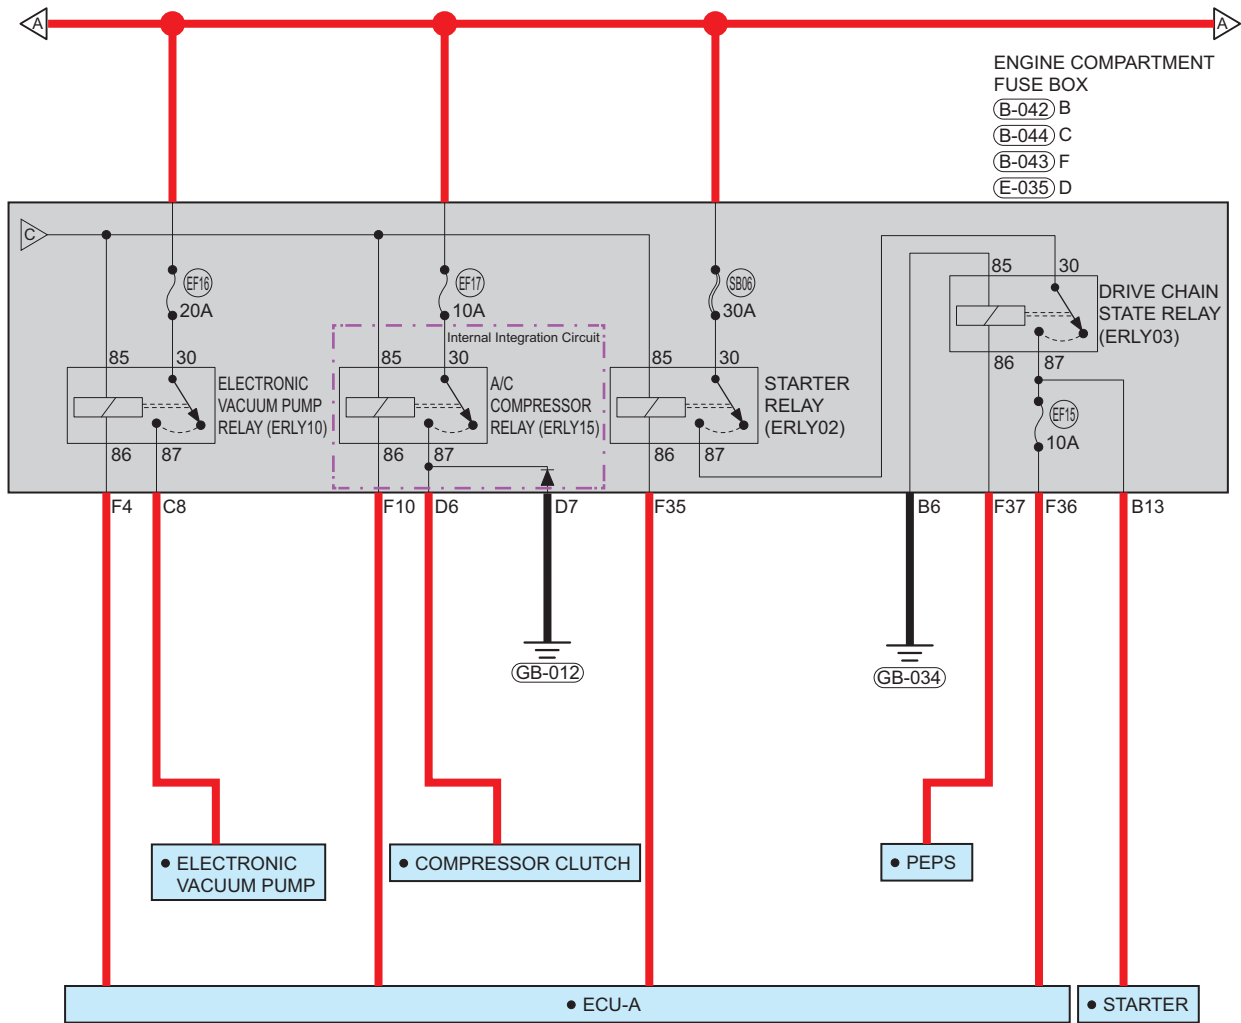 A
A
ENGINE COMPARTMENT
FUSE BOX
B-042 B
B-044 C
B-043 F
E-035 D
C
EF16
20A
EF17
10A
SB06
30A
85 30
DRIVE CHAIN
STATE RELAY
(ERLY03)
86 87
EF15
10A
Internal Integration Circuit
85 30
ELECTRONIC
VACUUM PUMP
RELAY (ERLY10)
86 87
85 30
A/C
COMPRESSOR
RELAY (ERLY15)
86 87
85 30
STARTER
RELAY
(ERLY02)
86 87
F4 C8 F10 D6 D7 F35 B6 F37 F36 B13
GB-012
GB-034
• ELECTRONIC
VACUUM PUMP
• COMPRESSOR CLUTCH
• PEPS
• ECU-A
• STARTER